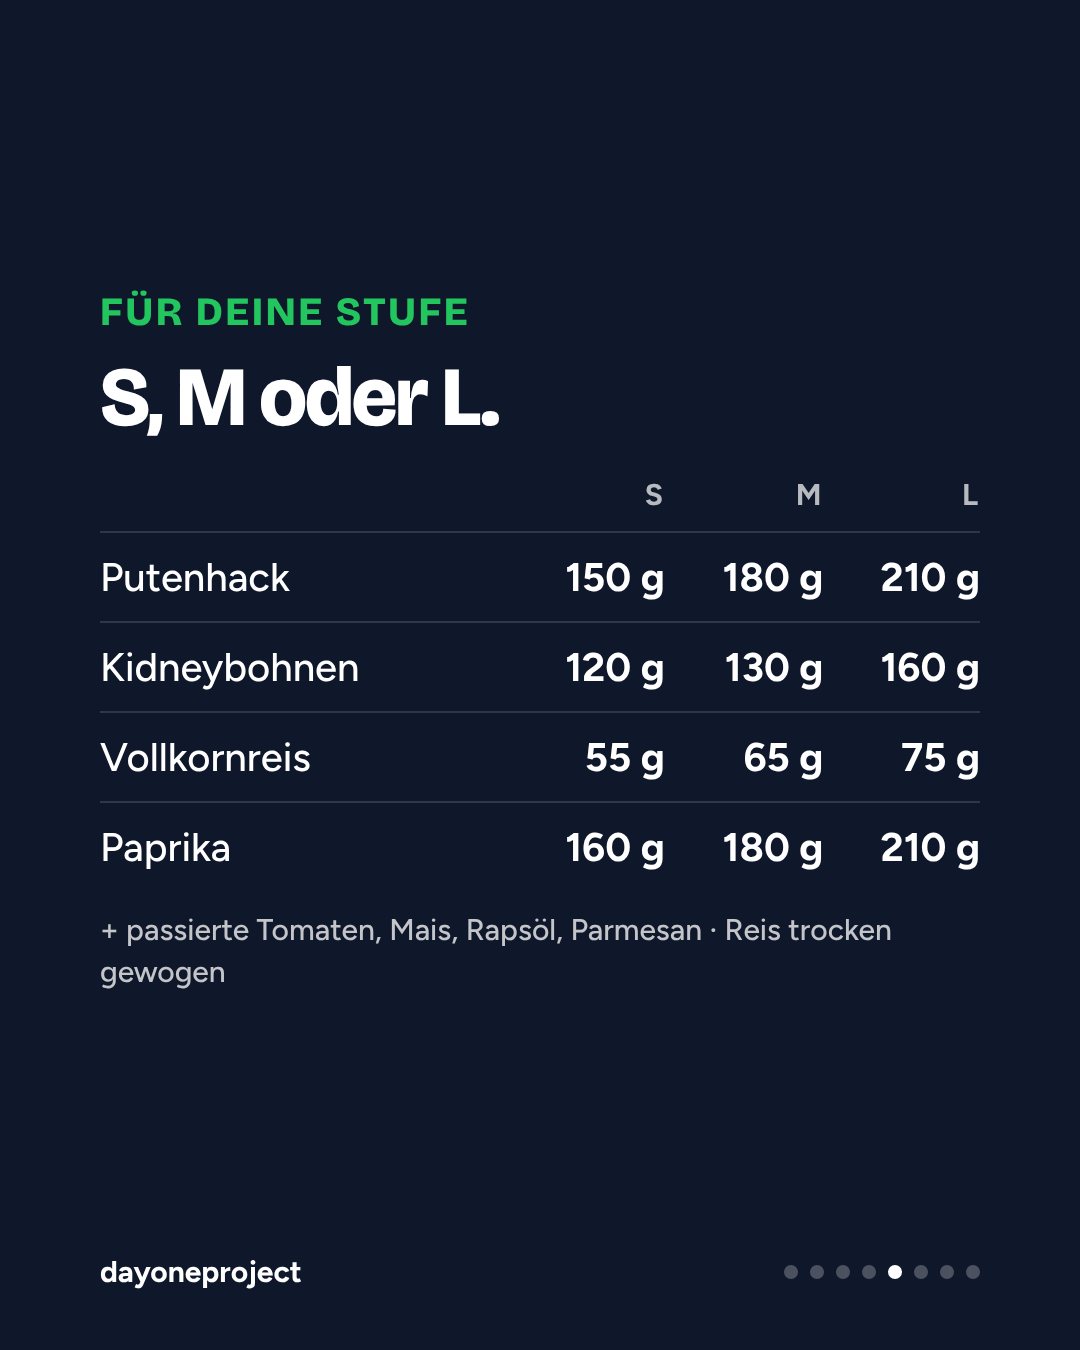 FÜR DEINE STUFE
S, M oder L.
S M L
Putenhack 150 g 180 g 210 g
Kidneybohnen 120 g 130 g 160 g
Vollkornreis 55 g 65 g 75 g
Paprika 160 g 180 g 210 g
+ passierte Tomaten, Mais, Rapsöl, Parmesan · Reis trocken
gewogen
dayoneproject